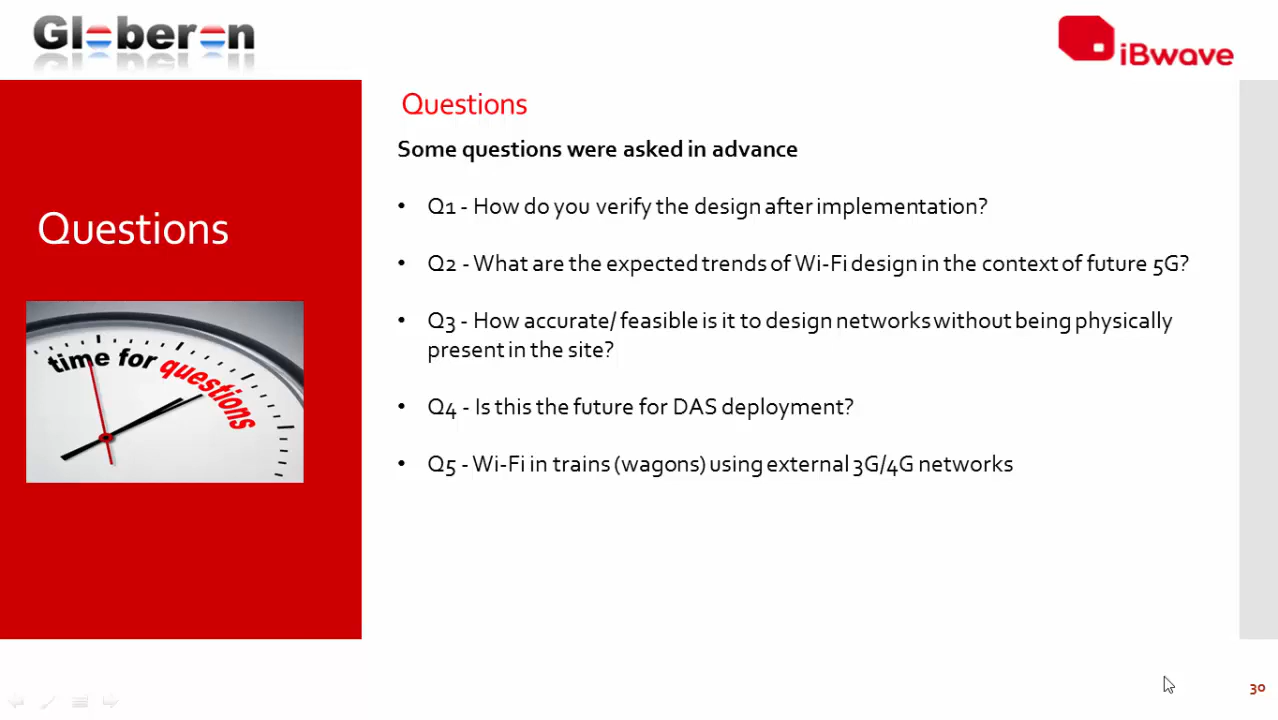 Globeron
iBwave
Questions
time for questions
Questions
Some questions were asked in advance
• Q1 - How do you verify the design after implementation?
• Q2 - What are the expected trends of Wi-Fi design in the context of future 5G?
• Q3 - How accurate/ feasible is it to design networks without being physically
present in the site?
• Q4 - Is this the future for DAS deployment?
• Q5 - Wi-Fi in trains (wagons) using external 3G/4G networks
30